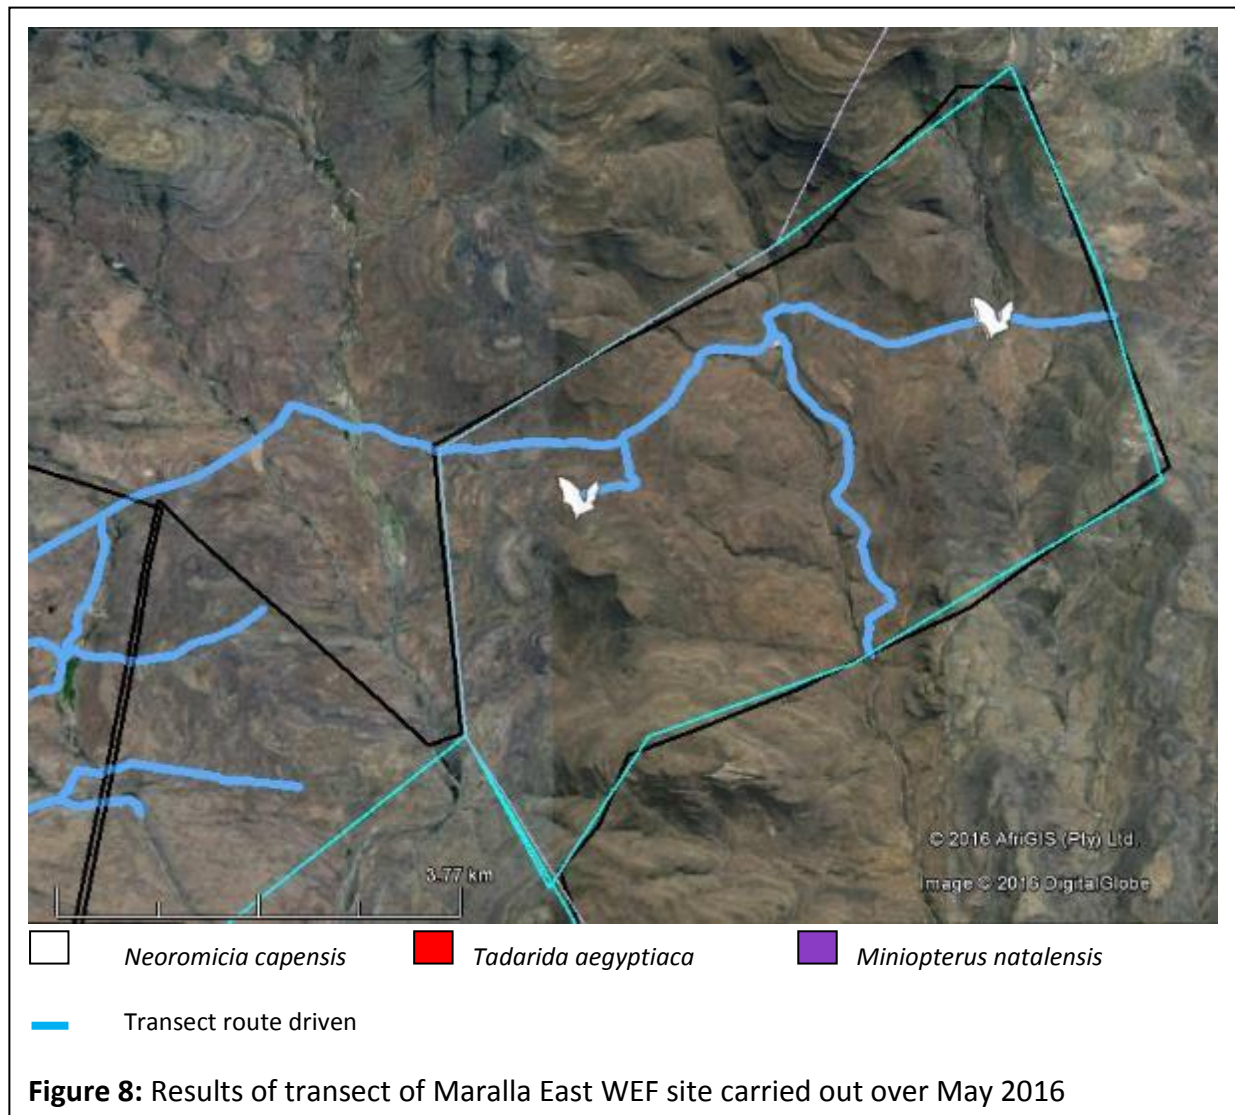 © 2016 AfriGIS (Pty) Ltd.
3.77 km
Image © 2016 DigitalGlobe
Neoromicia capensis Tadarida aegyptiaca Miniopterus natalensis
Transect route driven
Figure 8: Results of transect of Maralla East WEF site carried out over May 2016